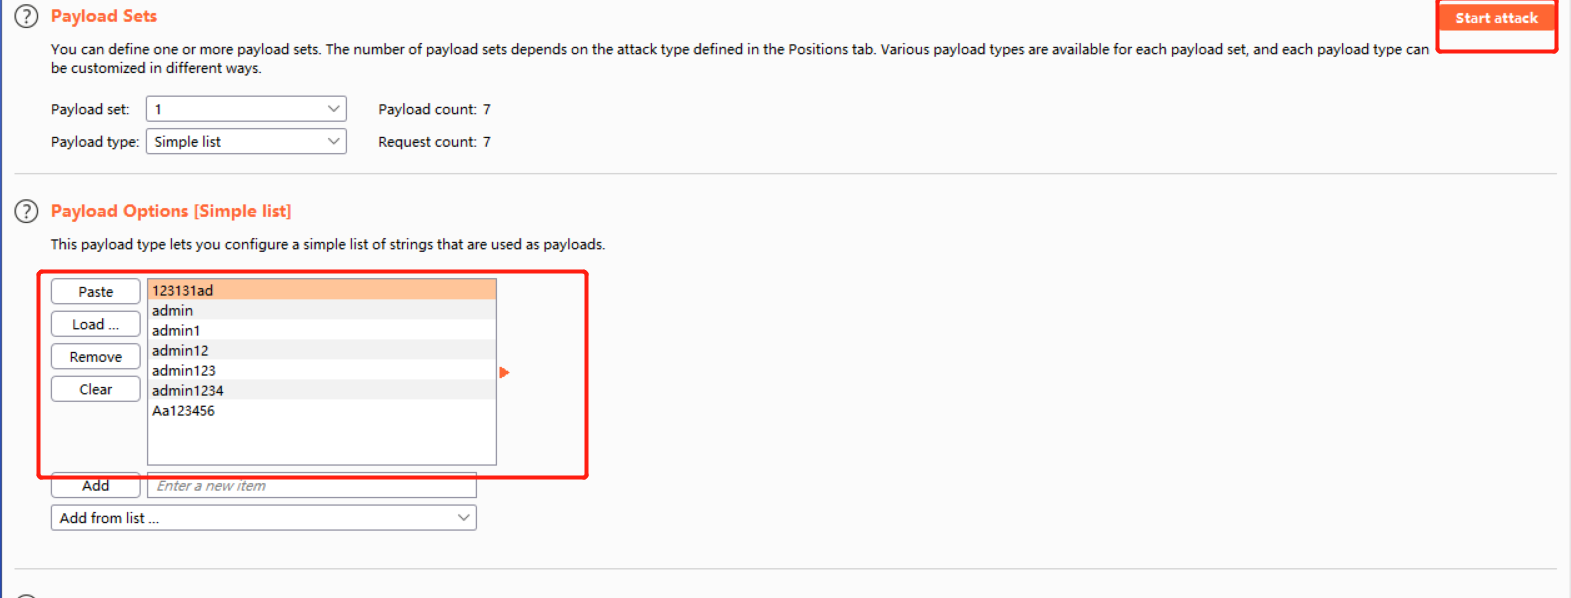 Payload Sets
Start attack
You can define one or more payload sets. The number of payload sets depends on the attack type defined in the Positions tab. Various payload types are available for each payload set, and each payload type can
be customized in different ways.
Payload set: 1 Payload count: 7
Payload type: Simple list Request count: 7
Payload Options [Simple list]
This payload type lets you configure a simple list of strings that are used as payloads.
Paste 123131ad
admin
Load ... admin1
Remove admin12
admin123
Clear admin1234
Aa123456
Add Enter a new item
Add from list ...